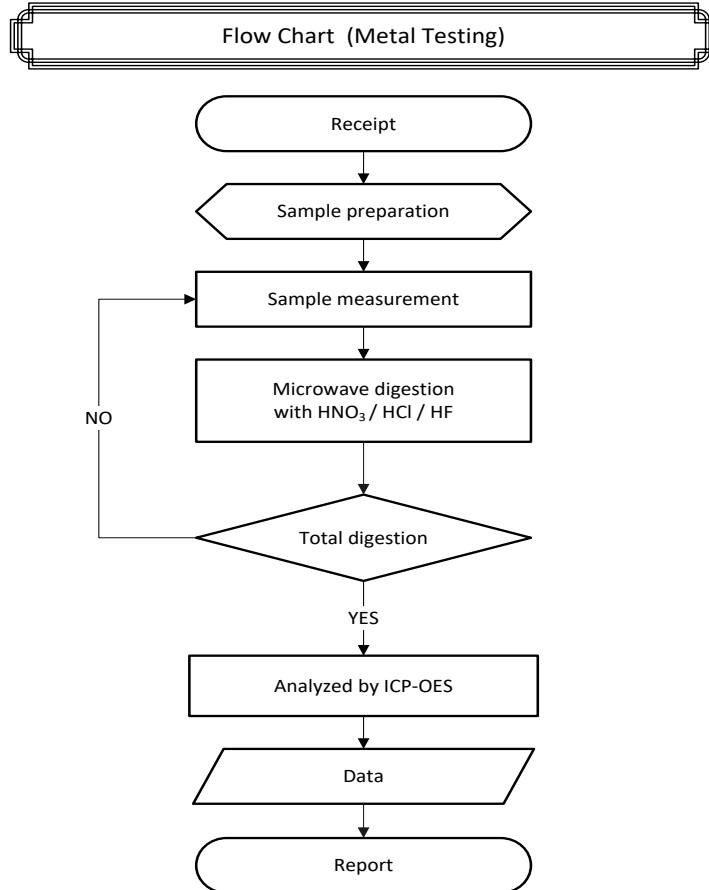 Flow Chart  (Metal Testing)
Receipt
Sample preparation
Sample measurement
Microwave digestion
with HNO₃ / HCl / HF
NO
Total digestion
YES
Analyzed by ICP-OES
Data
Report